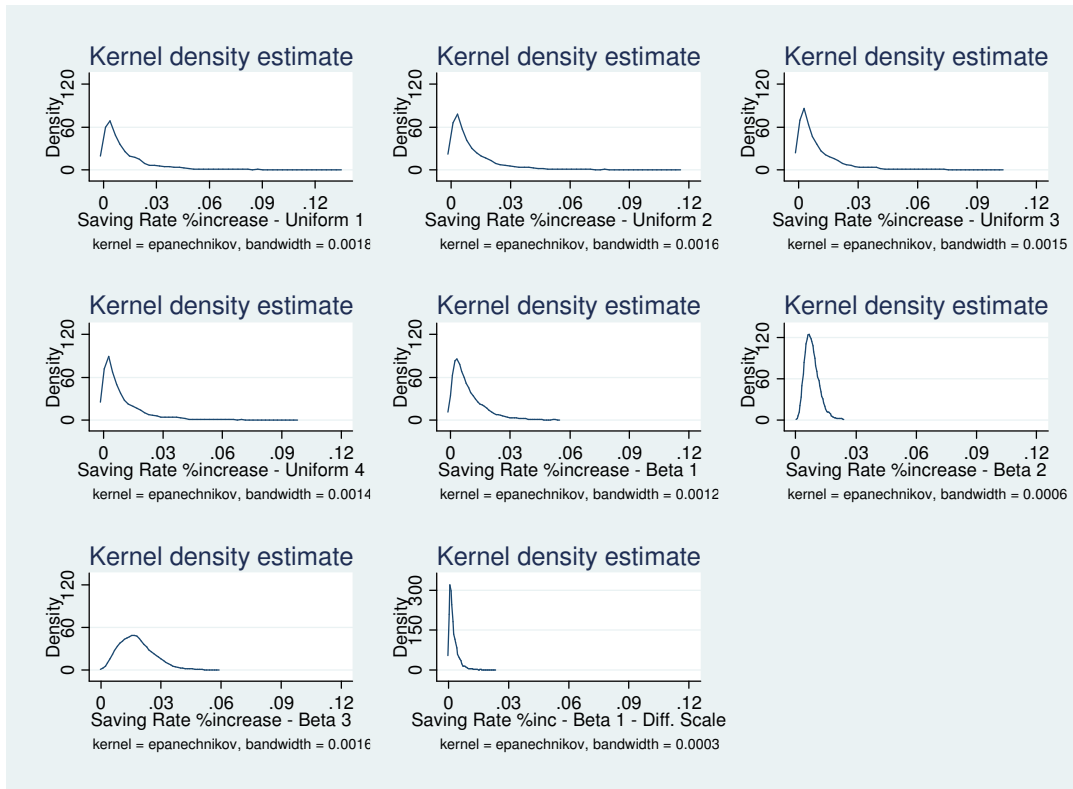 Kernel density estimate
Density
0 60 120
0 .03 .06 .09 .12
Saving Rate %increase - Uniform 1
kernel = epanechnikov, bandwidth = 0.0018
Kernel density estimate
Density
0 60 120
0 .03 .06 .09 .12
Saving Rate %increase - Uniform 2
kernel = epanechnikov, bandwidth = 0.0016
Kernel density estimate
Density
0 60 120
0 .03 .06 .09 .12
Saving Rate %increase - Uniform 3
kernel = epanechnikov, bandwidth = 0.0015
Kernel density estimate
Density
0 60 120
0 .03 .06 .09 .12
Saving Rate %increase - Uniform 4
kernel = epanechnikov, bandwidth = 0.0014
Kernel density estimate
Density
0 60 120
0 .03 .06 .09 .12
Saving Rate %increase - Beta 1
kernel = epanechnikov, bandwidth = 0.0012
Kernel density estimate
Density
0 60 120
0 .03 .06 .09 .12
Saving Rate %increase - Beta 2
kernel = epanechnikov, bandwidth = 0.0006
Kernel density estimate
Density
0 60 120
0 .03 .06 .09 .12
Saving Rate %increase - Beta 3
kernel = epanechnikov, bandwidth = 0.0016
Kernel density estimate
Density
0 150 300
0 .03 .06 .09 .12
Saving Rate %inc - Beta 1 - Diff. Scale
kernel = epanechnikov, bandwidth = 0.0003